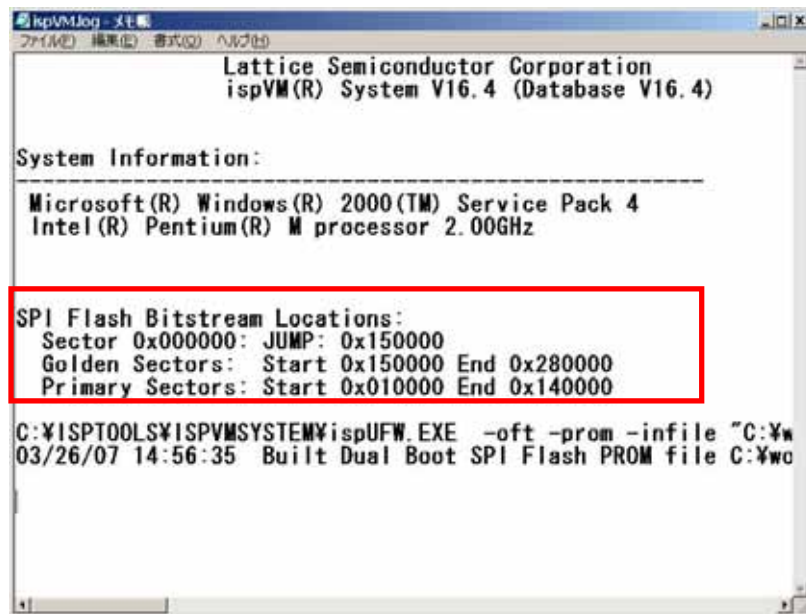 ispVM.log - メモ帳
ファイル(F) 編集(E) 書式(O) ヘルプ(H)
Lattice Semiconductor Corporation
ispVM(R) System V16.4 (Database V16.4)
System Information:
----------------------------------------------------
Microsoft(R) Windows(R) 2000(TM) Service Pack 4
Intel(R) Pentium(R) M processor 2.00GHz
SPI Flash Bitstream Locations:
Sector 0x000000: JUMP: 0x150000
Golden Sectors: Start 0x150000 End 0x280000
Primary Sectors: Start 0x010000 End 0x140000
C:¥ISPTOOLS¥ISPVMSYSTEM¥ispUFW.EXE -oft -prom -infile "C:¥w
03/26/07 14:56:35 Built Dual Boot SPI Flash PROM file C:¥wo